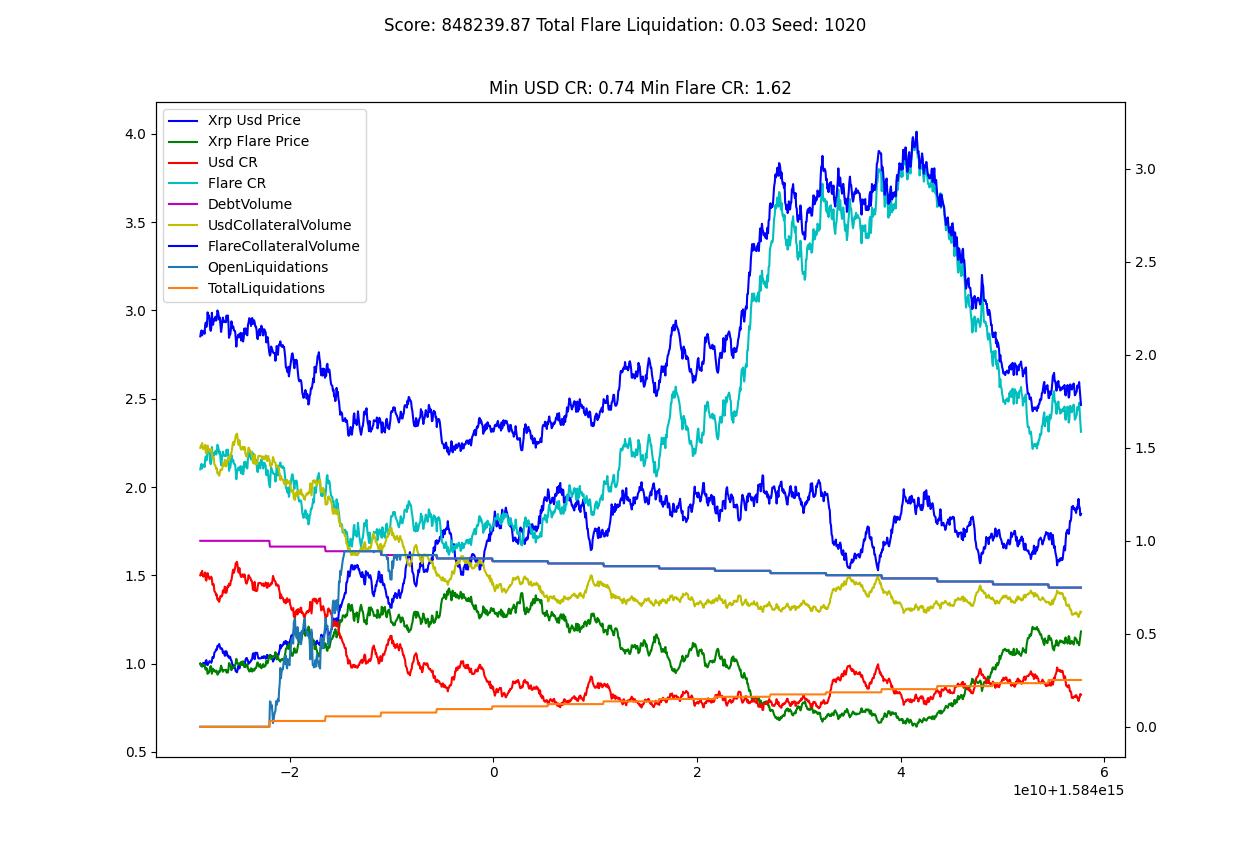 Score: 848239.87 Total Flare Liquidation: 0.03 Seed: 1020
Min USD CR: 0.74 Min Flare CR: 1.62
Xrp Usd Price
Xrp Flare Price
Usd CR
Flare CR
DebtVolume
UsdCollateralVolume
FlareCollateralVolume
OpenLiquidations
TotalLiquidations
4.0
3.5
3.0
2.5
2.0
1.5
1.0
0.5
3.0
2.5
2.0
1.5
1.0
0.5
0.0
−2 0 2 4 6
1e10+1.584e15